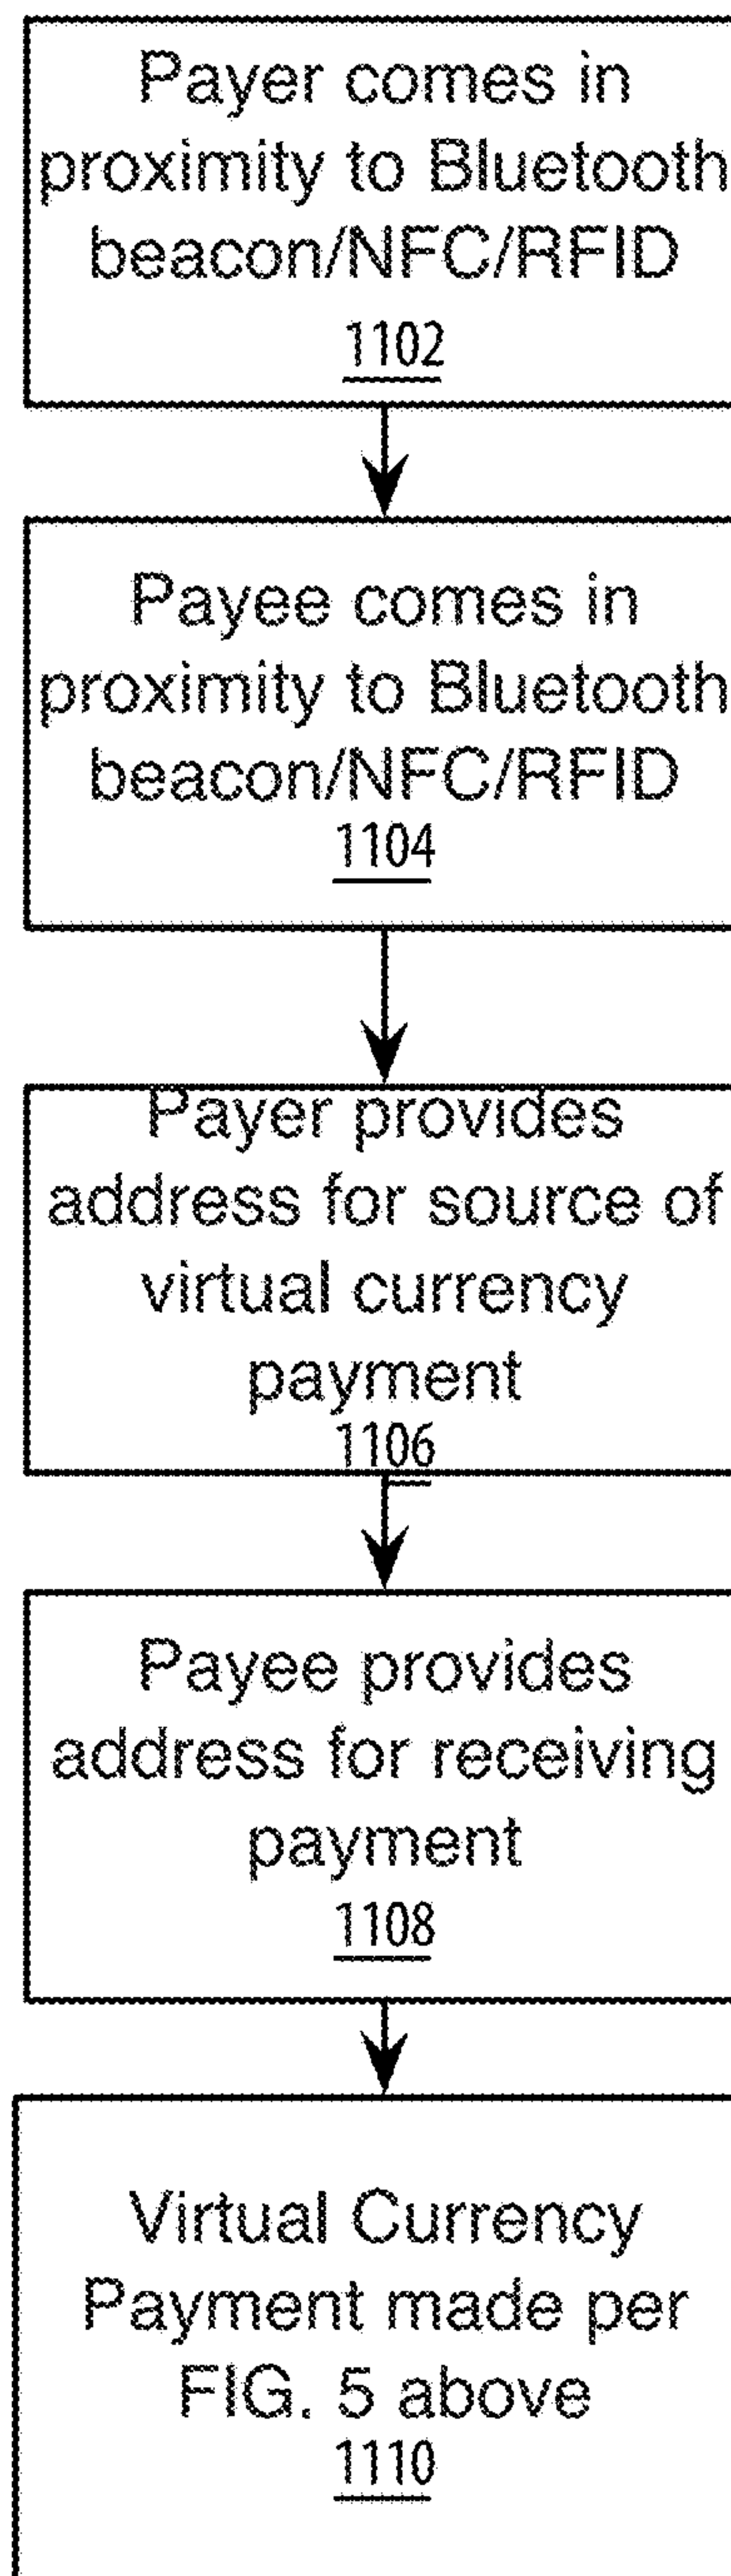 Payer comes in
proximity to Bluetooth
beacon/NFC/RFID
1102
Payee comes in
proximity to Bluetooth
beacon/NFC/RFID
1104
Payer provides
address for source of
virtual currency
payment
1106
Payee provides
address for receiving
payment
1108
Virtual Currency
Payment made per
FIG. 5 above
1110